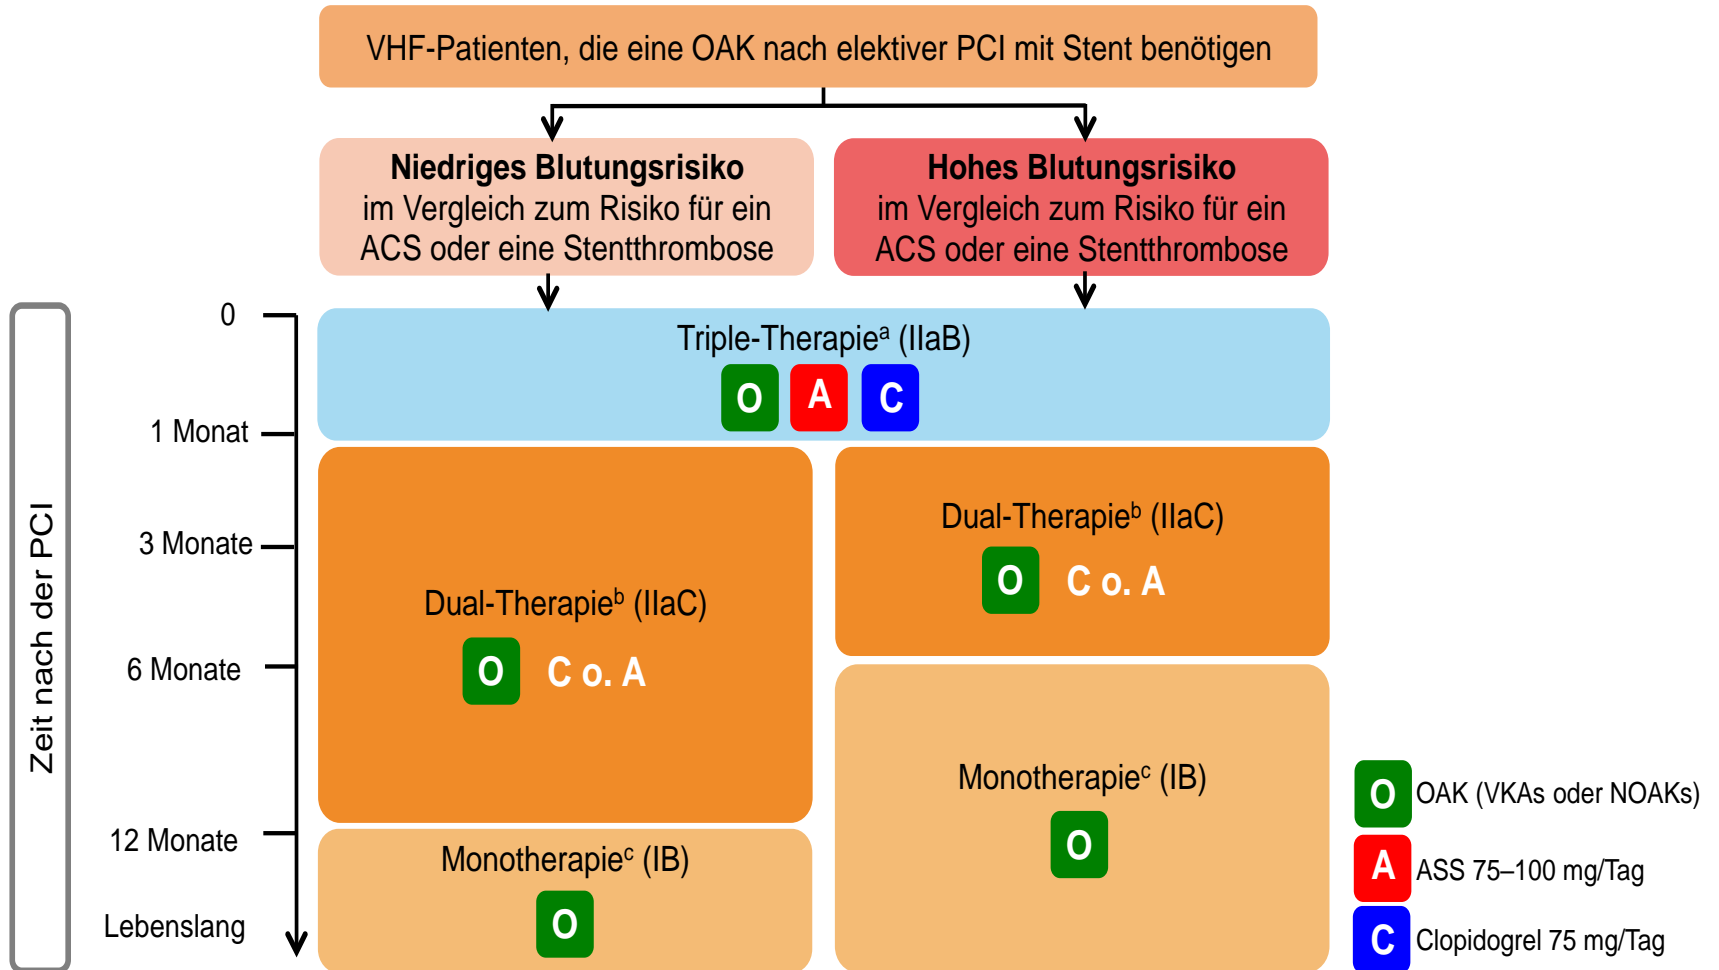 VHF-Patienten, die eine OAK nach elektiver PCI mit Stent benötigen
Niedriges Blutungsrisiko
im Vergleich zum Risiko für ein
ACS oder eine Stentthrombose
Hohes Blutungsrisiko
im Vergleich zum Risiko für ein
ACS oder eine Stentthrombose
Zeit nach der PCI
0
1 Monat
3 Monate
6 Monate
12 Monate
Lebenslang
Triple-Therapieᵃ (IIaB)
O A C
Dual-Therapieᵇ (IIaC)
O C o. A
Monotherapieᶜ (IB)
O
Dual-Therapieᵇ (IIaC)
O C o. A
Monotherapieᶜ (IB)
O
O OAK (VKAs oder NOAKs)
A ASS 75–100 mg/Tag
C Clopidogrel 75 mg/Tag